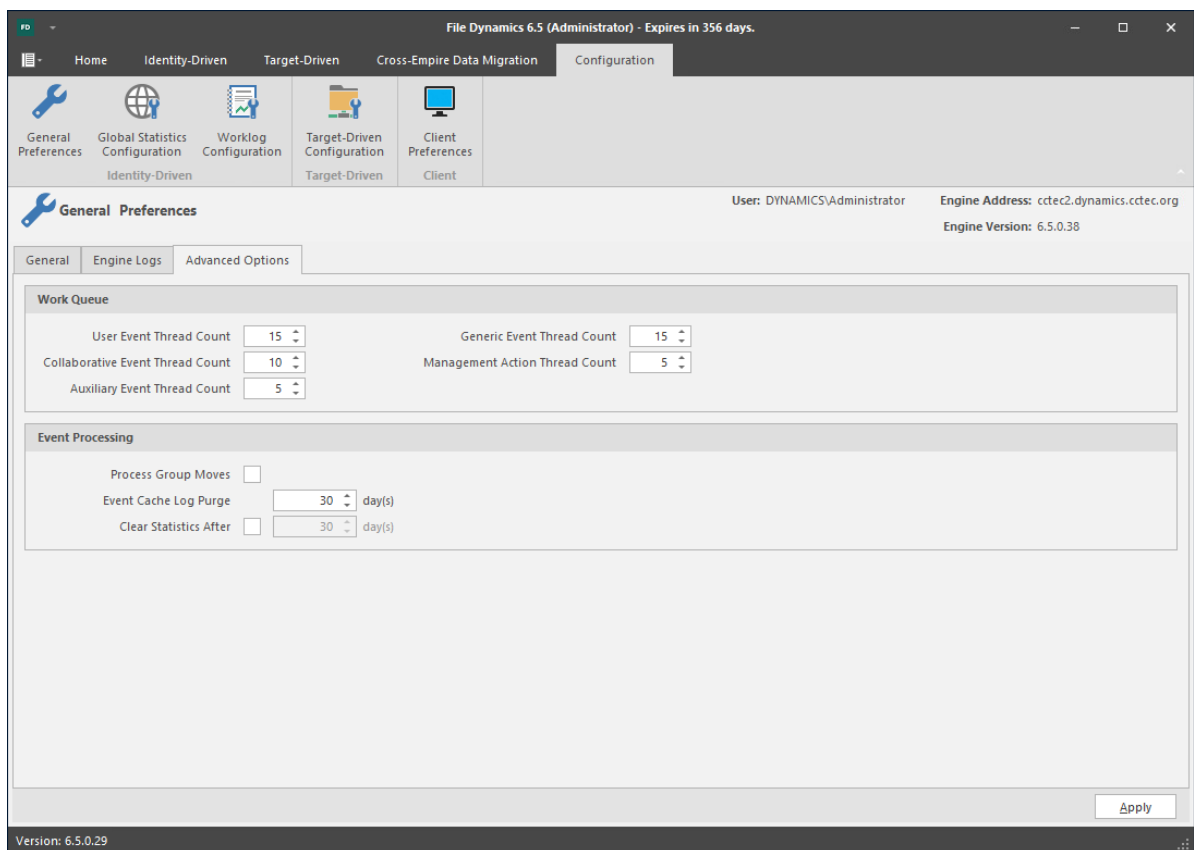 FD
File Dynamics 6.5 (Administrator) - Expires in 356 days.
Home Identity-Driven Target-Driven Cross-Empire Data Migration Configuration
General Preferences
Global Statistics Configuration
Worklog Configuration
Target-Driven Configuration
Client Preferences
Identity-Driven Target-Driven Client
General Preferences
User: DYNAMICS\Administrator
Engine Address: cctec2.dynamics.cctec.org
Engine Version: 6.5.0.38
General Engine Logs Advanced Options
Work Queue
User Event Thread Count 15 Generic Event Thread Count 15
Collaborative Event Thread Count 10 Management Action Thread Count 5
Auxiliary Event Thread Count 5
Event Processing
Process Group Moves
Event Cache Log Purge 30 day(s)
Clear Statistics After 30 day(s)
Apply
Version: 6.5.0.29